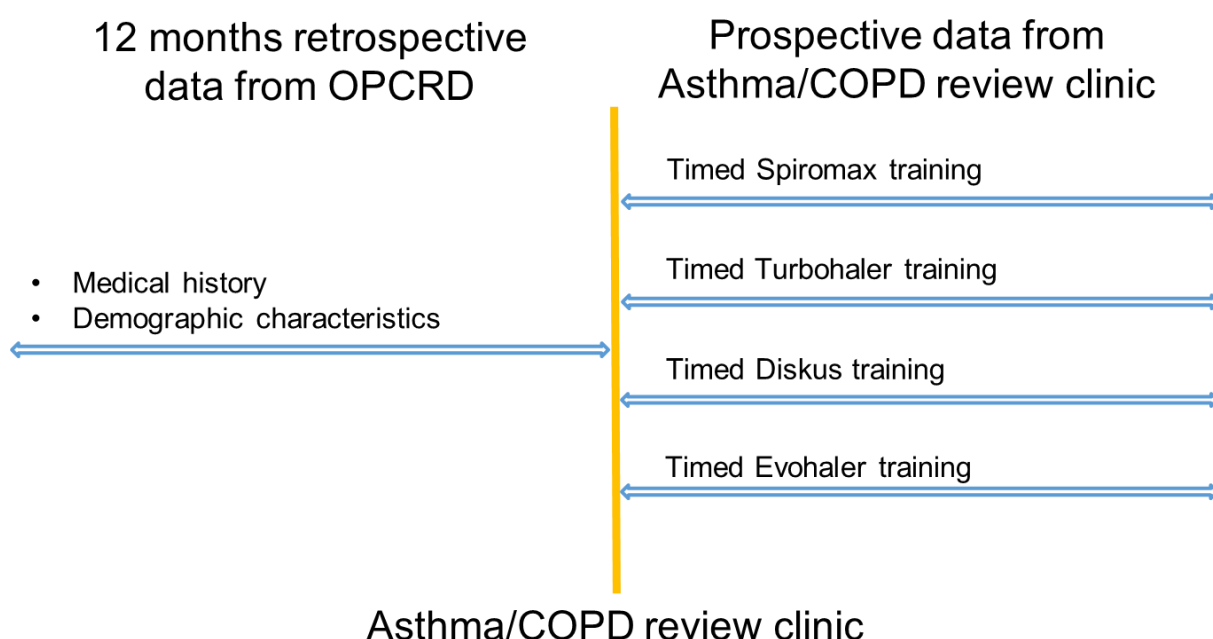 12 months retrospective
data from OPCRD
Prospective data from
Asthma/COPD review clinic
Timed Spiromax training
Timed Turbohaler training
• Medical history
• Demographic characteristics
Timed Diskus training
Timed Evohaler training
Asthma/COPD review clinic